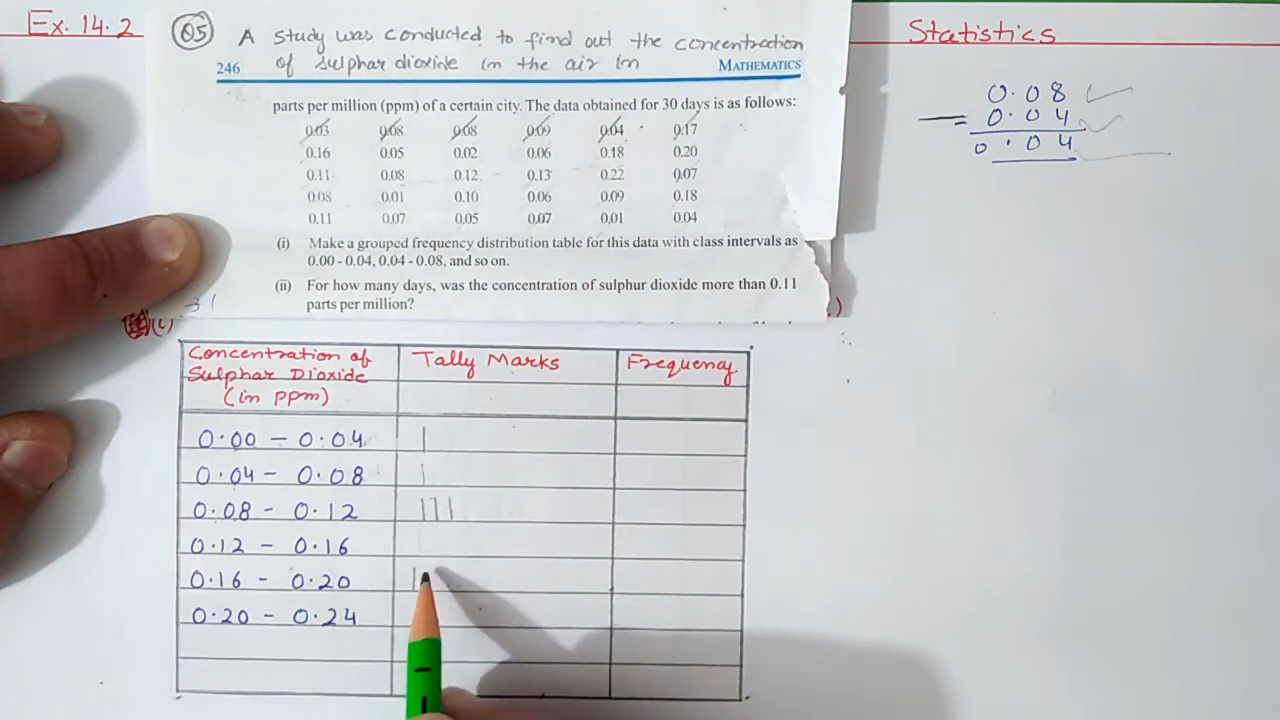 Ex. 14.2
Q5 A study was conducted to find out the concentration
of sulphar dioxide in the air in
246 MATHEMATICS
Statistics
0.08
0.04
0.04
parts per million (ppm) of a certain city. The data obtained for 30 days is as follows:
0.03 0.08 0.08 0.09 0.04 0.17
0.16 0.05 0.02 0.06 0.18 0.20
0.11 0.08 0.12 0.13 0.22 0.07
0.08 0.01 0.10 0.06 0.09 0.18
0.11 0.07 0.05 0.07 0.01 0.04
(i) Make a grouped frequency distribution table for this data with class intervals as
0.00 - 0.04, 0.04 - 0.08, and so on.
(ii) For how many days, was the concentration of sulphur dioxide more than 0.11
parts per million?
(i)
Concentration of Tally Marks Frequency
Sulphar Dioxide
(in ppm)
0.00 - 0.04 |
0.04 - 0.08 |
0.08 - 0.12 |||
0.12 - 0.16
0.16 - 0.20 |
0.20 - 0.24